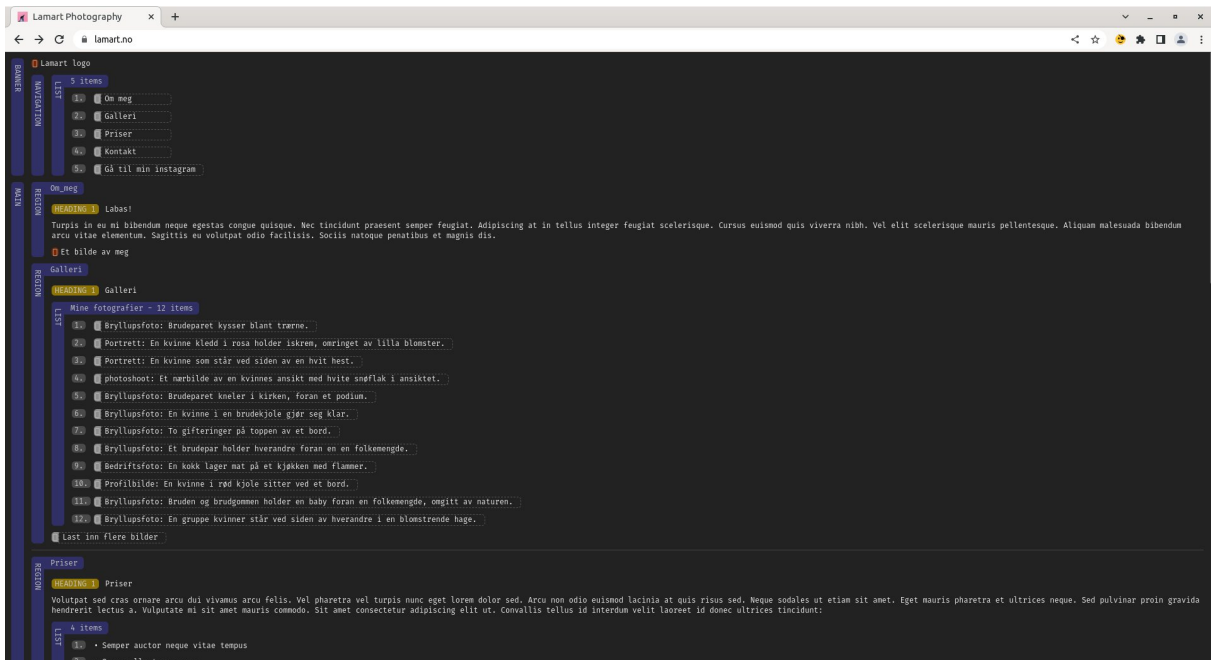 Lamart Photography
lamart.no
BANNER
Lamart logo
NAVIGATION
LIST
5 items
1. Om meg
2. Galleri
3. Priser
4. Kontakt
5. Gå til min instagram
MAIN
REGION
Om_meg
HEADING 1 Labas!
Turpis in eu mi bibendum neque egestas congue quisque. Nec tincidunt praesent semper feugiat. Adipiscing at in tellus integer feugiat scelerisque. Cursus euismod quis viverra nibh. Vel elit scelerisque mauris pellentesque. Aliquam malesuada bibendum
arcu vitae elementum. Sagittis eu volutpat odio facilisis. Sociis natoque penatibus et magnis dis.
Et bilde av meg
REGION
Galleri
HEADING 1 Galleri
LIST
Mine fotografier - 12 items
1. Bryllupsfoto: Brudeparet kysser blant trærne.
2. Portrett: En kvinne kledd i rosa holder iskrem, omringet av lilla blomster.
3. Portrett: En kvinne som står ved siden av en hvit hest.
4. photoshoot: Et nærbilde av en kvinnes ansikt med hvite snøflak i ansiktet.
5. Bryllupsfoto: Brudeparet kneler i kirken, foran et podium.
6. Bryllupsfoto: En kvinne i en brudekjole gjør seg klar.
7. Bryllupsfoto: To gifteringer på toppen av et bord.
8. Bryllupsfoto: Et brudepar holder hverandre foran en en folkemengde.
9. Bedriftsfoto: En kokk lager mat på et kjøkken med flammer.
10. Profilbilde: En kvinne i rød kjole sitter ved et bord.
11. Bryllupsfoto: Bruden og brudgommen holder en baby foran en folkemengde, omgitt av naturen.
12. Bryllupsfoto: En gruppe kvinner står ved siden av hverandre i en blomstrende hage.
Last inn flere bilder
REGION
Priser
HEADING 1 Priser
Volutpat sed cras ornare arcu dui vivamus arcu felis. Vel pharetra vel turpis nunc eget lorem dolor sed. Arcu non odio euismod lacinia at quis risus sed. Neque sodales ut etiam sit amet. Eget mauris pharetra et ultrices neque. Sed pulvinar proin gravida
hendrerit lectus a. Vulputate mi sit amet mauris commodo. Sit amet consectetur adipiscing elit ut. Convallis tellus id interdum velit laoreet id donec ultrices tincidunt:
LIST
4 items
1. • Semper auctor neque vitae tempus